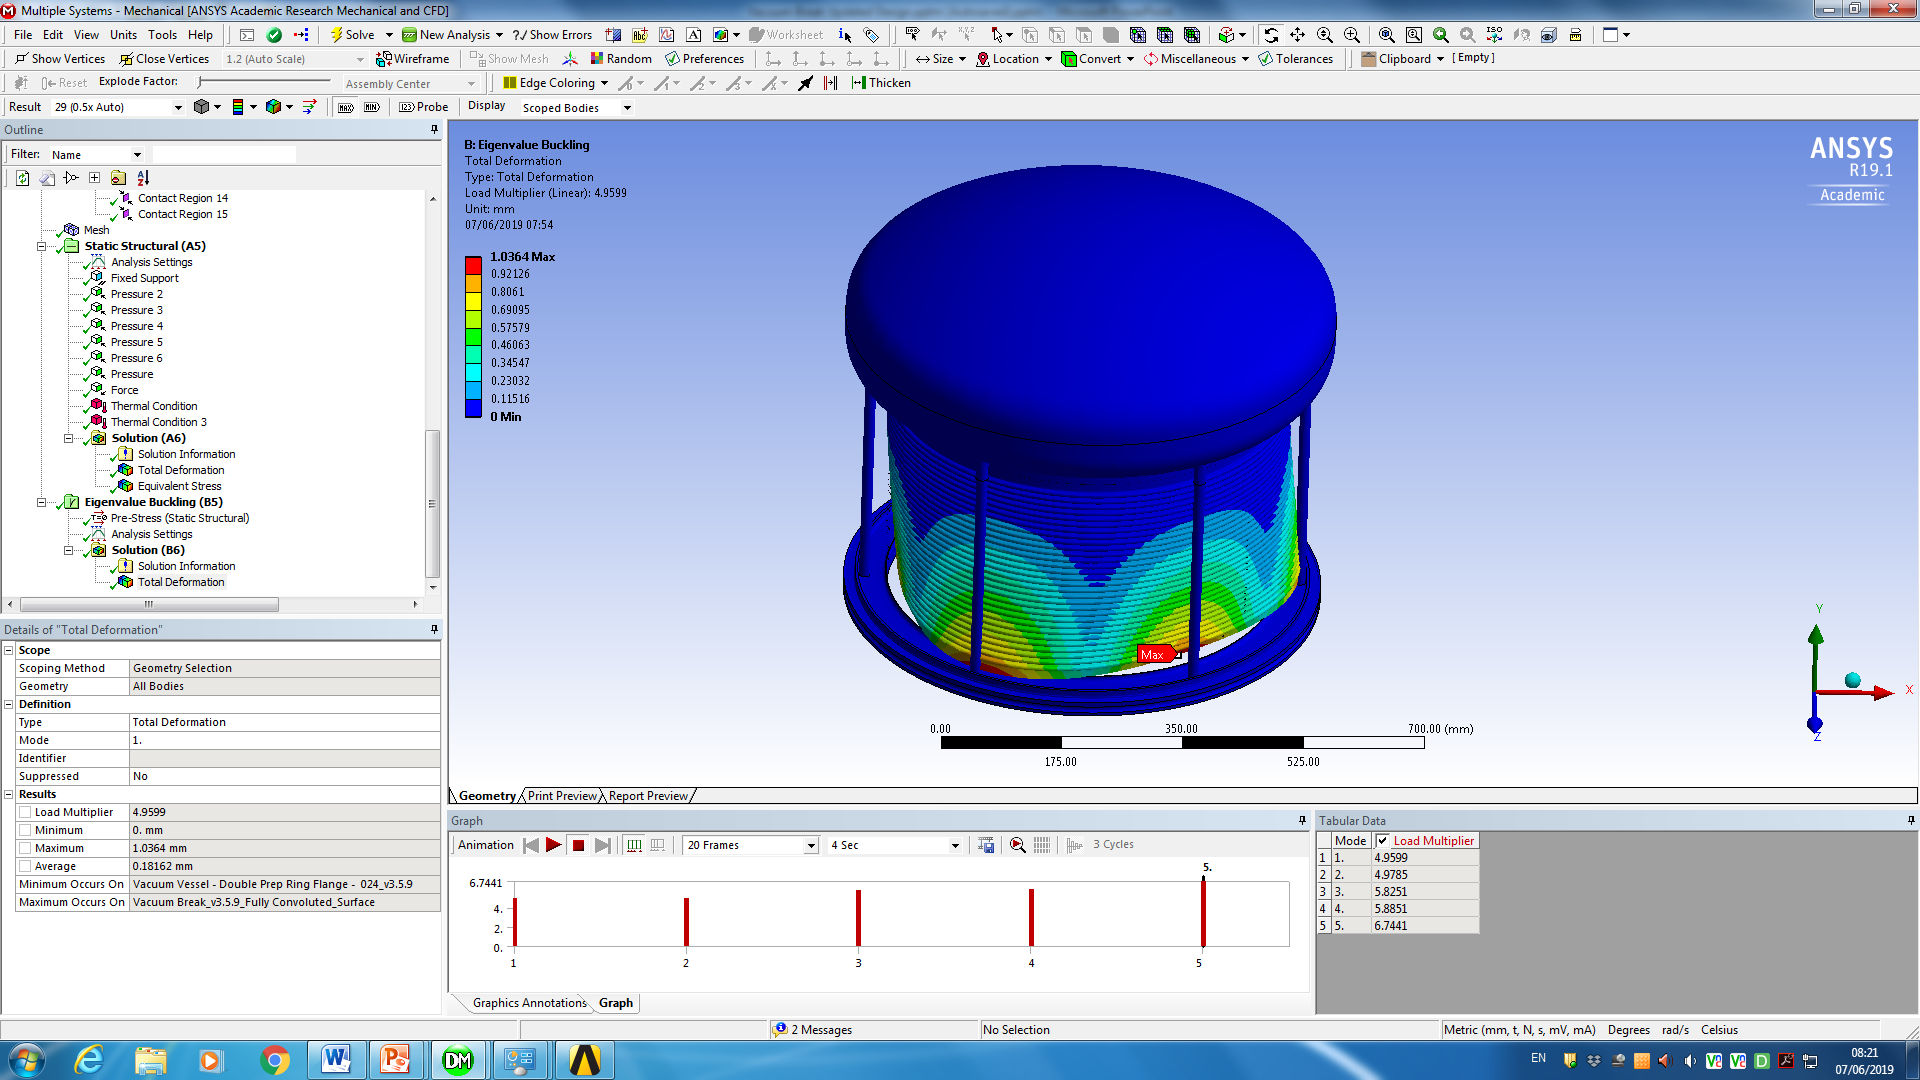 Multiple Systems - Mechanical [ANSYS Academic Research Mechanical and CFD]
File Edit View Units Tools Help Solve New Analysis ?/ Show Errors Worksheet
Show Vertices Close Vertices 1.2 (Auto Scale) Wireframe Show Mesh Random Preferences Size Location Convert Miscellaneous Tolerances Clipboard [ Empty ]
Reset Explode Factor: Assembly Center Edge Coloring Thicken
Result 29 (0.5x Auto) Probe Display Scoped Bodies
Outline
Filter: Name
Contact Region 14
Contact Region 15
Mesh
Static Structural (A5)
Analysis Settings
Fixed Support
Pressure 2
Pressure 3
Pressure 4
Pressure 5
Pressure 6
Pressure
Force
Thermal Condition
Thermal Condition 3
Solution (A6)
Solution Information
Total Deformation
Equivalent Stress
Eigenvalue Buckling (B5)
Pre-Stress (Static Structural)
Analysis Settings
Solution (B6)
Solution Information
Total Deformation
Details of "Total Deformation"
Scope
Scoping Method Geometry Selection
Geometry All Bodies
Definition
Type Total Deformation
Mode 1.
Identifier
Suppressed No
Results
Load Multiplier 4.9599
Minimum 0. mm
Maximum 1.0364 mm
Average 0.18162 mm
Minimum Occurs On Vacuum Vessel - Double Prep Ring Flange - 024_v3.5.9
Maximum Occurs On Vacuum Break_v3.5.9_Fully Convoluted_Surface
B: Eigenvalue Buckling
Total Deformation
Type: Total Deformation
Load Multiplier (Linear): 4.9599
Unit: mm
07/06/2019 07:54
1.0364 Max
0.92126
0.8061
0.69095
0.57579
0.46063
0.34547
0.23032
0.11516
0 Min
ANSYS
R19.1
Academic
Max
0.00 350.00 700.00 (mm)
175.00 525.00
Y
X
Z
Geometry Print Preview Report Preview
Graph
Animation 20 Frames 4 Sec 3 Cycles
5.
6.7441
4.
2.
0.
1 2 3 4 5
Graphics Annotations Graph
Tabular Data
Mode Load Multiplier
1 1. 4.9599
2 2. 4.9785
3 3. 5.8251
4 4. 5.8851
5 5. 6.7441
2 Messages No Selection Metric (mm, t, N, s, mV, mA) Degrees rad/s Celsius
EN 08:21
07/06/2019